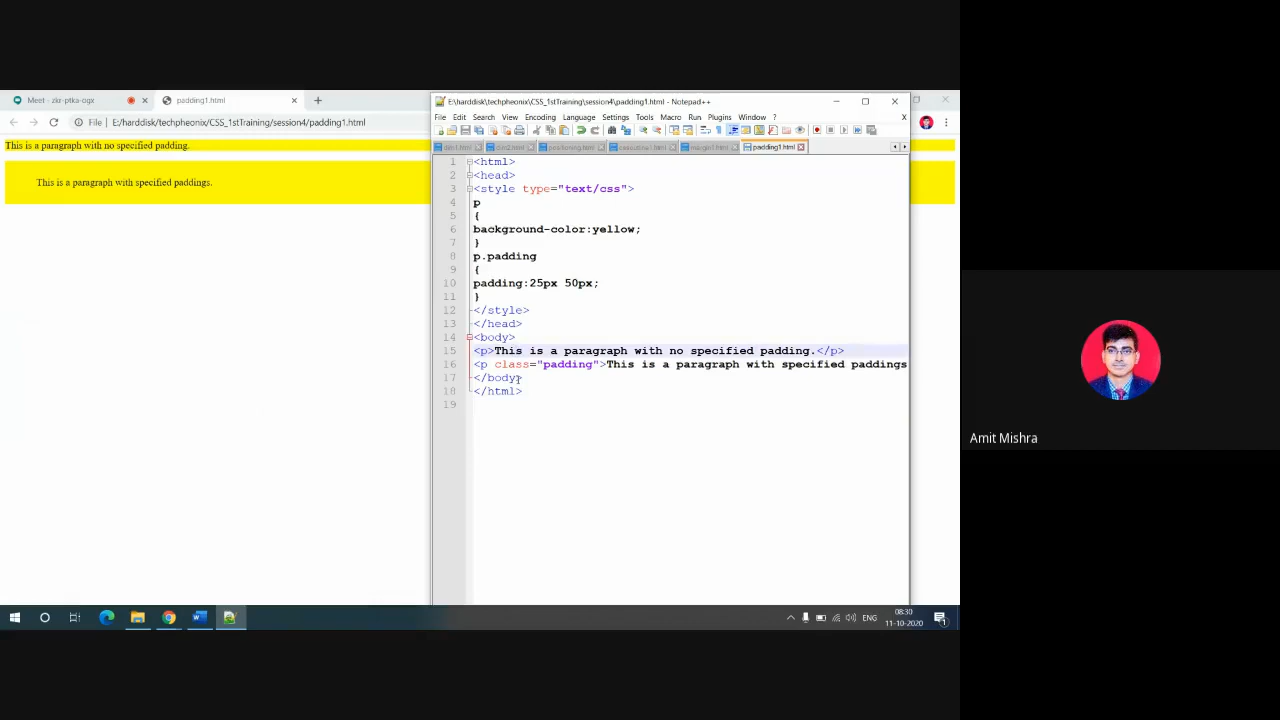 E:\harddisk\techpheonix\CSS_1stTraining\session4\padding1.html - Notepad++
Meet - zkr-ptka-ogx
padding1.html
File Edit Search View Encoding Language Settings Tools Macro Run Plugins Window ? X
File | E:/harddisk/techpheonix/CSS_1stTraining/session4/padding1.html
This is a paragraph with no specified padding.
This is a paragraph with specified paddings.
dim2.html margin1.html padding1.html
1 <html>
2 <head>
3 <style type="text/css">
4 p
5 {
6 background-color:yellow;
7 }
8 p.padding
9 {
10 padding:25px 50px;
11 }
12 </style>
13 </head>
14 <body>
15 <p>This is a paragraph with no specified padding.</p>
16 <p class="padding">This is a paragraph with specified paddings
17 </body>
18 </html>
19
Amit Mishra
ENG
08:30
11-10-2020
1